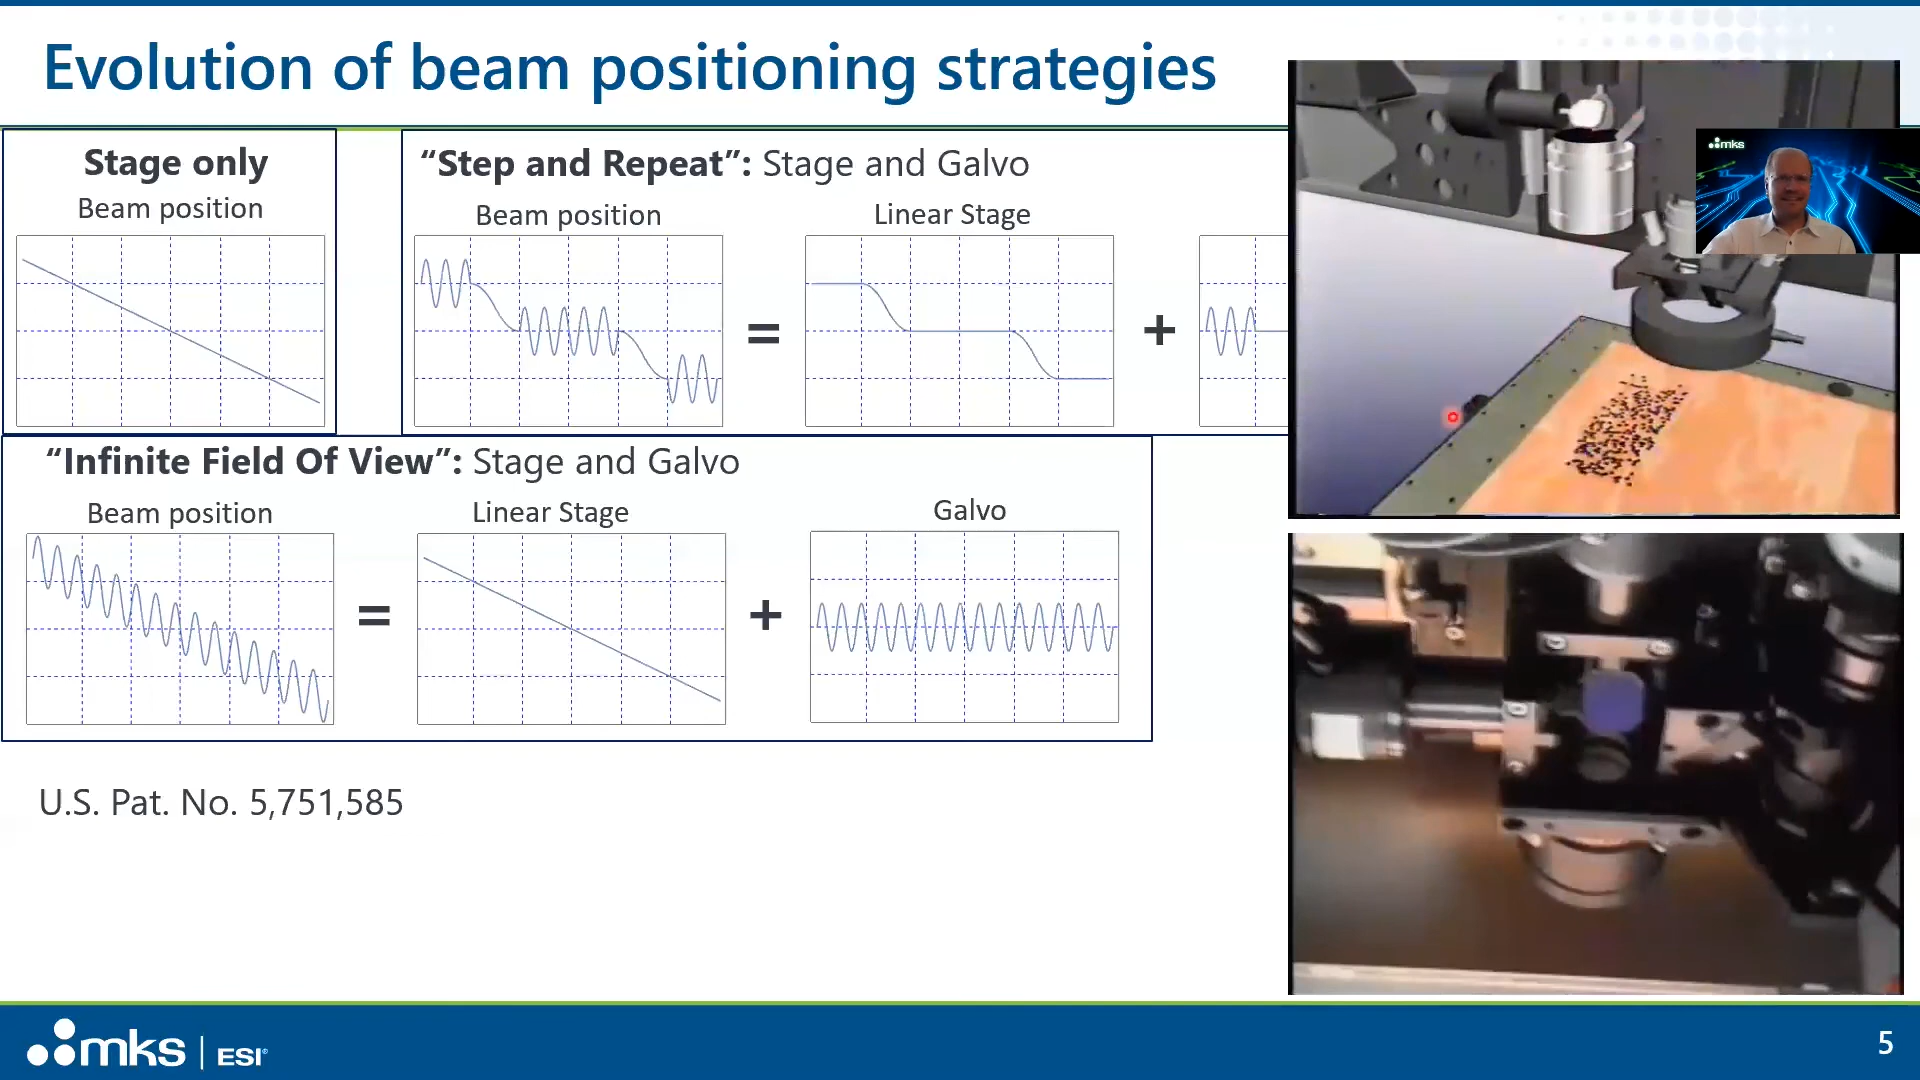 Evolution of beam positioning strategies
mks
Stage only
Beam position
“Step and Repeat”: Stage and Galvo
Beam position
Linear Stage
=
+
“Infinite Field Of View”: Stage and Galvo
Beam position
Linear Stage
Galvo
=
+
U.S. Pat. No. 5,751,585
mks | ESI®
5